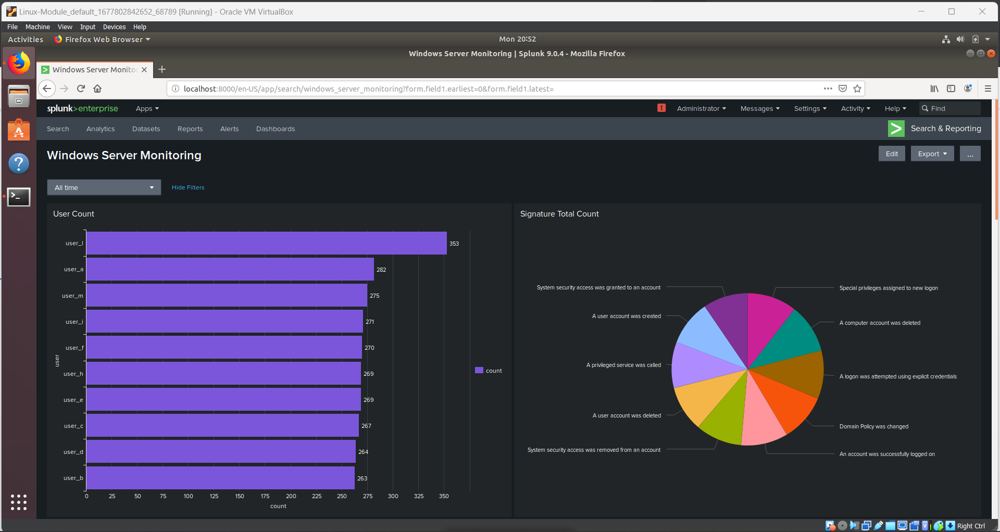 Linux-Module_default_1677802842652_68789 [Running] - Oracle VM VirtualBox
File Machine View Input Devices Help
Activities Firefox Web Browser Mon 20:52
Windows Server Monitoring | Splunk 9.0.4 - Mozilla Firefox
Windows Server Monitor
localhost:8000/en-US/app/search/windows_server_monitoring?form.field1.earliest=0&form.field1.latest=
splunk>enterprise Apps ! Administrator Messages Settings Activity Help Find
Search Analytics Datasets Reports Alerts Dashboards > Search & Reporting
Windows Server Monitoring Edit Export ...
All time Hide Filters
User Count
user_l 353
user_a 282
user_m 275
user_i 271
user_f 270
user_h 269
user_e 269
user_c 267
user_d 264
user_b 263
user
0 25 50 75 100 125 150 175 200 225 250 275 300 325 350
count
count
Signature Total Count
System security access was granted to an account
A user account was created
A privileged service was called
A user account was deleted
System security access was removed from an account
Special privileges assigned to new logon
A computer account was deleted
A logon was attempted using explicit credentials
Domain Policy was changed
An account was successfully logged on
Right Ctrl